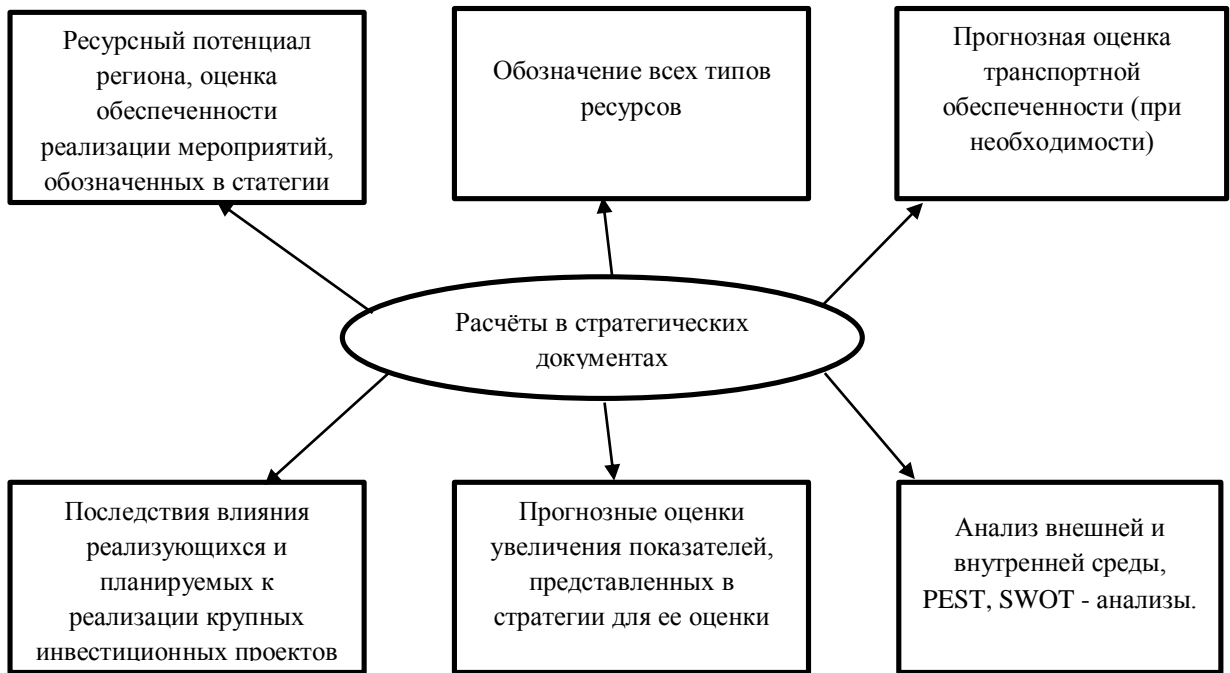 Ресурсный потенциал
региона, оценка
обеспеченности
реализации мероприятий,
обозначенных в статегии
Обозначение всех типов
ресурсов
Прогнозная оценка
транспортной
обеспеченности (при
необходимости)
Расчёты в стратегических
документах
Последствия влияния
реализующихся и
планируемых к
реализации крупных
инвестиционных проектов
Прогнозные оценки
увеличения показателей,
представленных в
стратегии для ее оценки
Анализ внешней и
внутренней среды,
PEST, SWOT - анализы.